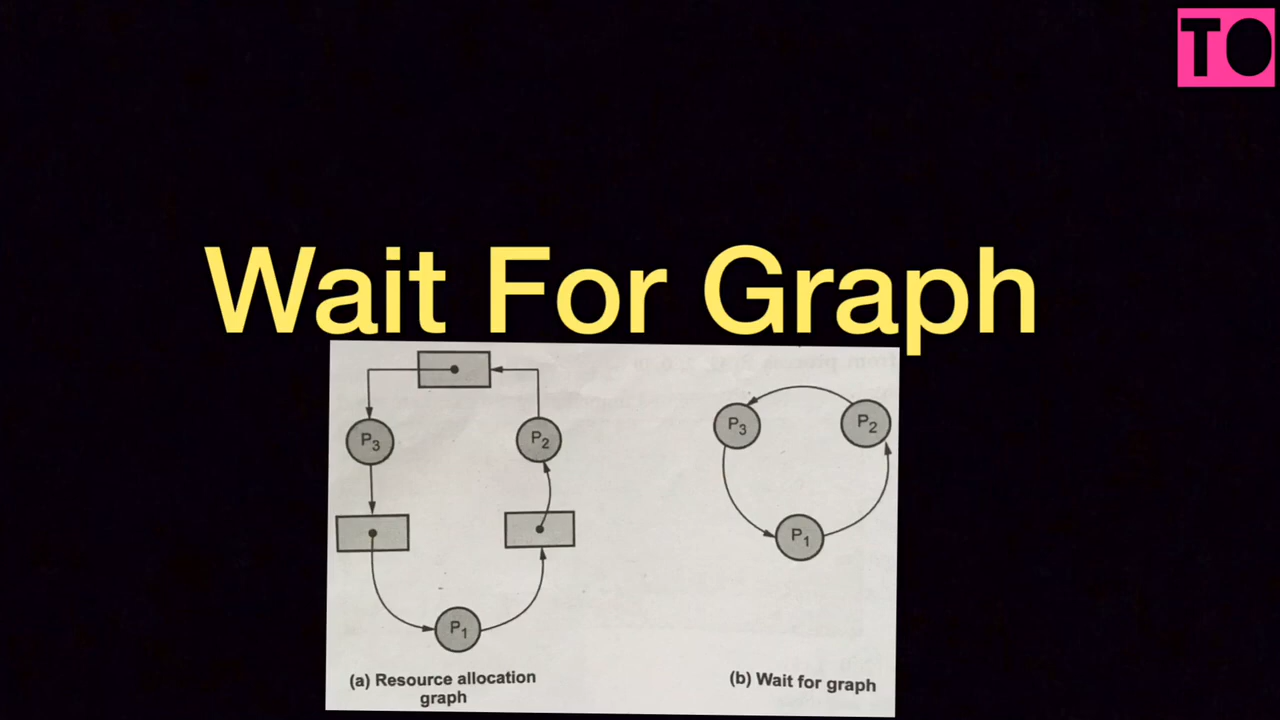 TO
Wait For Graph
P3
P2
P3
P2
P1
P1
(a) Resource allocation
graph
(b) Wait for graph